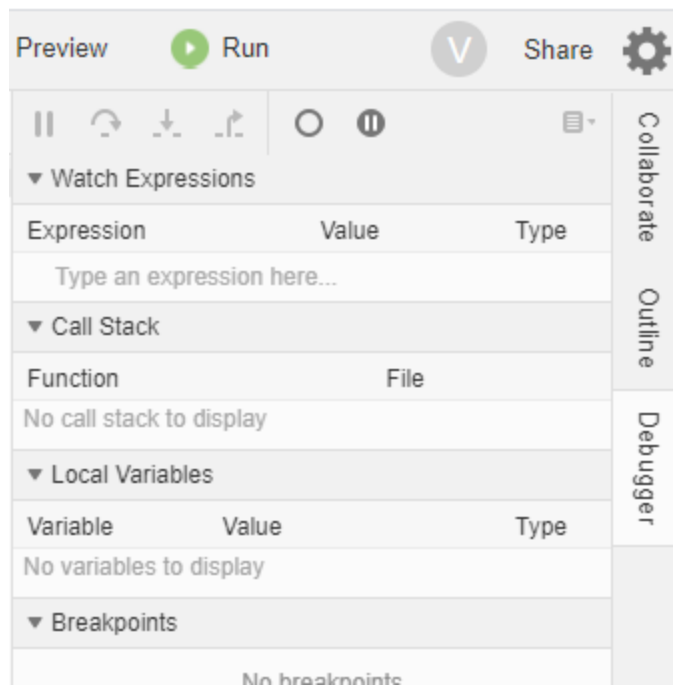 Preview Run V Share
Watch Expressions
Expression Value Type
Type an expression here...
Call Stack
Function File
No call stack to display
Local Variables
Variable Value Type
No variables to display
Breakpoints
No breakpoints
Collaborate
Outline
Debugger